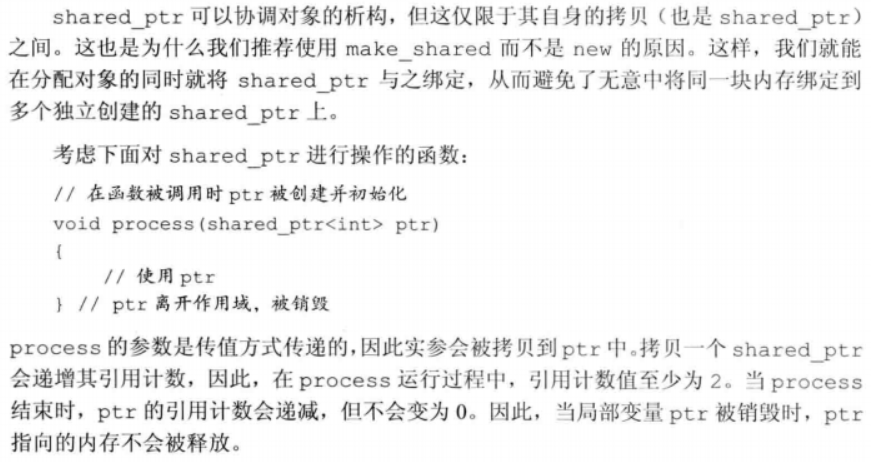 shared_ptr 可以协调对象的析构，但这仅限于其自身的拷贝（也是 shared_ptr）
之间。这也是为什么我们推荐使用 make_shared 而不是 new 的原因。这样，我们就能
在分配对象的同时就将 shared_ptr 与之绑定，从而避免了无意中将同一块内存绑定到
多个独立创建的 shared_ptr 上。
考虑下面对 shared_ptr 进行操作的函数：
// 在函数被调用时 ptr 被创建并初始化
void process(shared_ptr<int> ptr)
{
// 使用 ptr
} // ptr 离开作用域，被销毁
process 的参数是传值方式传递的，因此实参会被拷贝到 ptr 中。拷贝一个 shared_ptr
会递增其引用计数，因此，在 process 运行过程中，引用计数值至少为 2。当 process
结束时，ptr 的引用计数会递减，但不会变为 0。因此，当局部变量 ptr 被销毁时，ptr
指向的内存不会被释放。